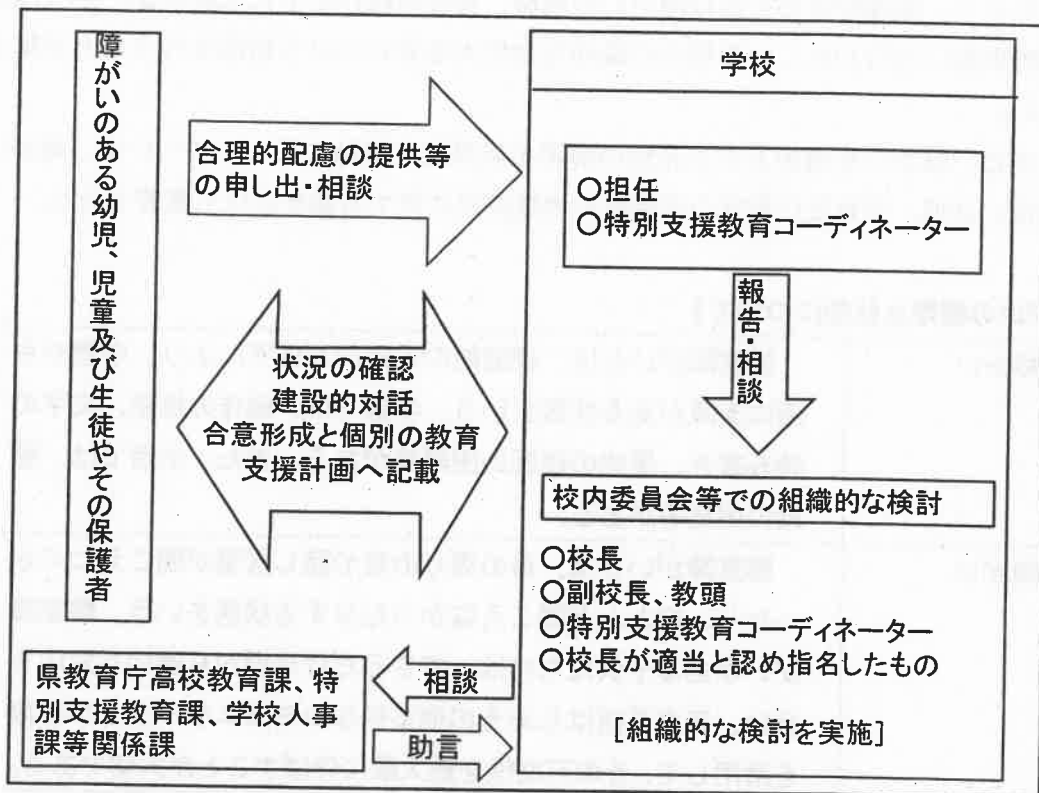 障がいのある幼児、児童及び生徒やその保護者
合理的配慮の提供等
の申し出・相談
状況の確認
建設的対話
合意形成と個別の教育
支援計画へ記載
学校
○担任
○特別支援教育コーディネーター
報告・相談
校内委員会等での組織的な検討
○校長
○副校長、教頭
○特別支援教育コーディネーター
○校長が適当と認め指名したもの
[組織的な検討を実施]
県教育庁高校教育課、特
別支援教育課、学校人事
課等関係課
相談
助言